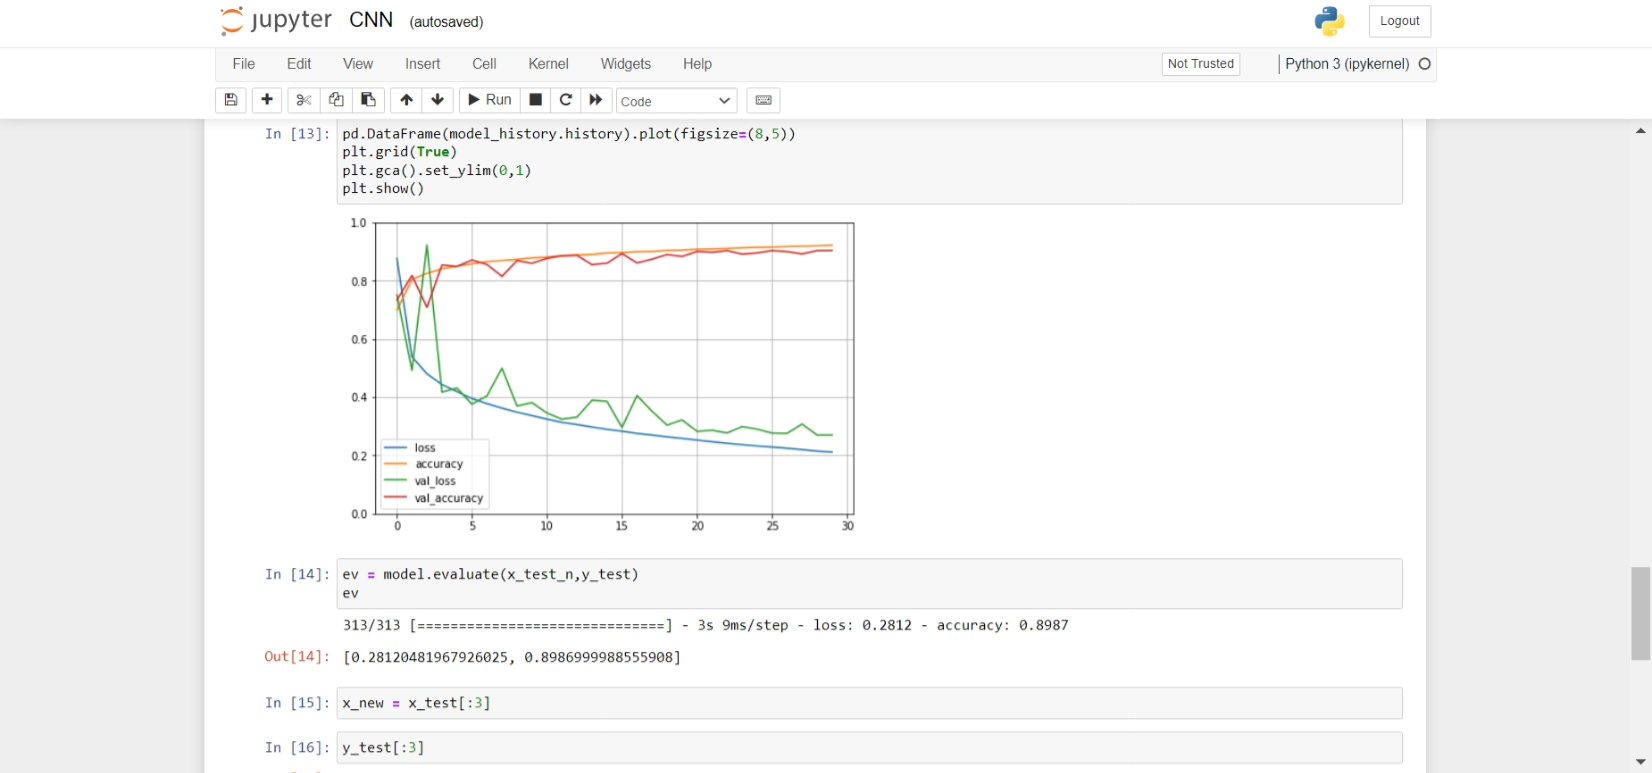 jupyter CNN (autosaved)
Logout
File Edit View Insert Cell Kernel Widgets Help
Not Trusted
Python 3 (ipykernel)
Run
Code
In [13]: pd.DataFrame(model_history.history).plot(figsize=(8,5))
plt.grid(True)
plt.gca().set_ylim(0,1)
plt.show()
1.0
0.8
0.6
0.4
0.2
0.0
loss
accuracy
val_loss
val_accuracy
0 5 10 15 20 25 30
In [14]: ev = model.evaluate(x_test_n,y_test)
ev
313/313 [==============================] - 3s 9ms/step - loss: 0.2812 - accuracy: 0.8987
Out[14]: [0.28120481967926025, 0.8986999988555908]
In [15]: x_new = x_test[:3]
In [16]: y_test[:3]